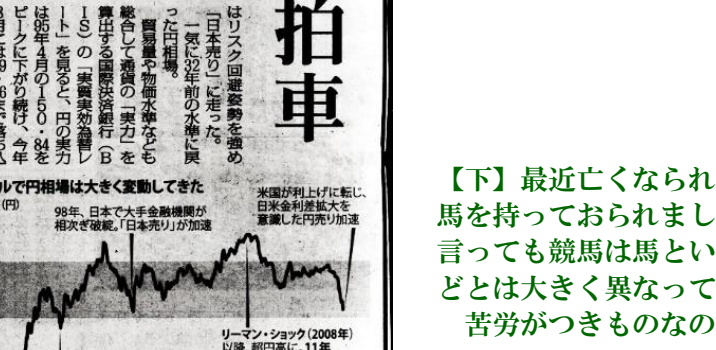 拍車
はリスク回避姿勢を強め
「日本売り」に走った。
一気に32年前の水準に戻
った円相場。
貿易量や物価水準なども
総合して通貨の「実力」を
算出する国際決済銀行（B
IS）の「実質実効為替レ
ート」を見ると、円の実力
は95年4月の150・84を
ピークに下がり続け、今年
ルで円相場は大きく変動してきた
（円）
98年、日本で大手金融機関が
相次ぎ破綻。「日本売り」が加速
米国が利上げに転じ、
日米金利差拡大を
意識した円売り加速
リーマン・ショック（2008年）
以降、超円高に。11年
【下】最近亡くなられ
馬を持っておられまし
言っても競馬は馬とい
どとは大きく異なって
苦労がつきものなの